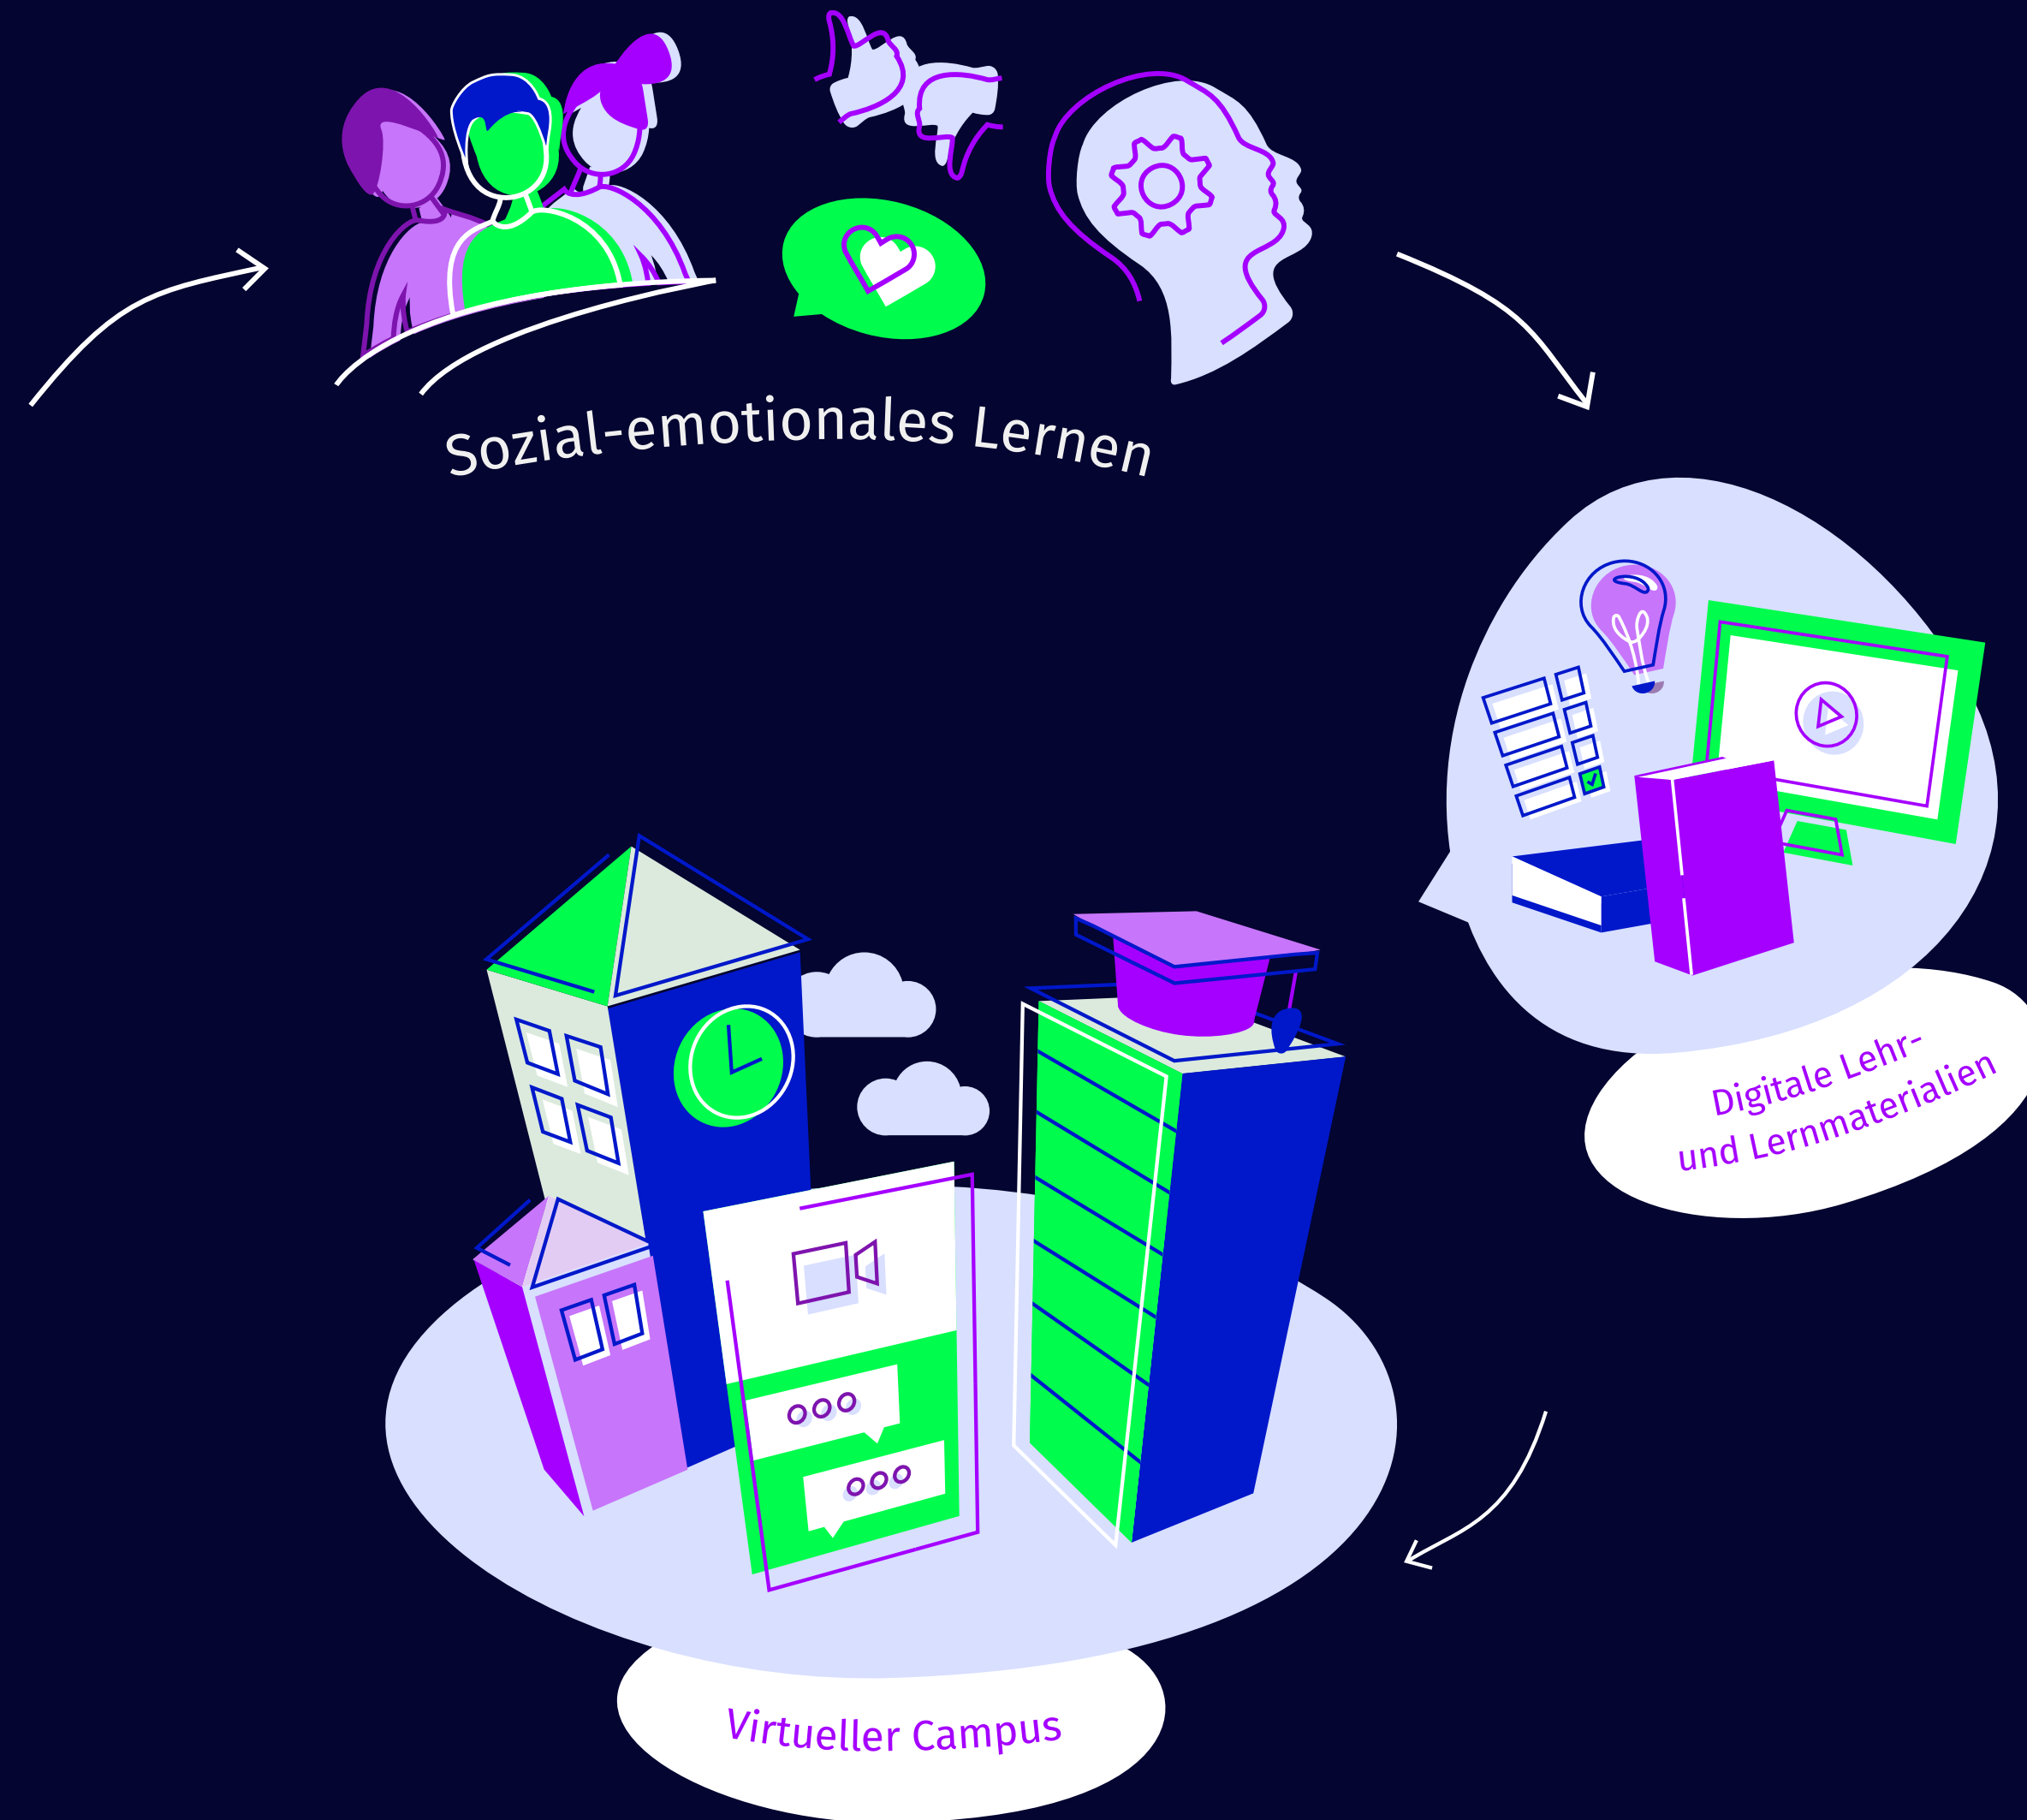 Sozial-emotionales Lernen
Digitale Lehr-
und Lernmaterialien
Virtueller Campus